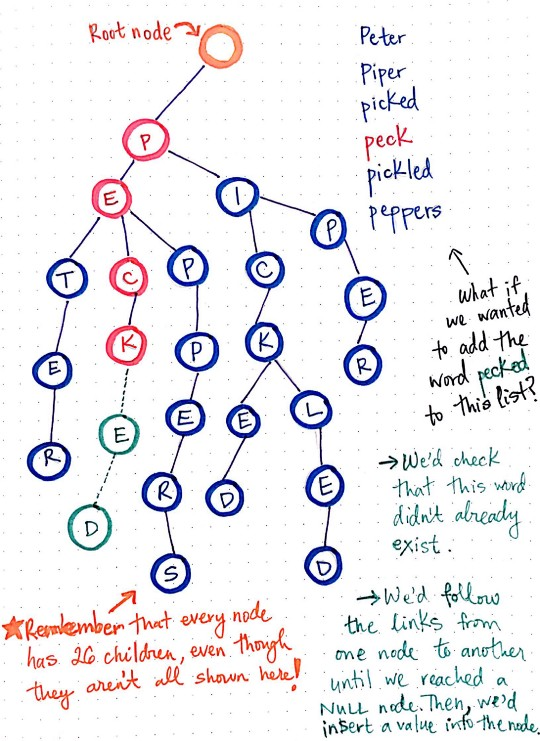 Root node
Peter
Piper
picked
peck
pickled
peppers
P
E
I
P
T
C
P
C
E
E
K
P
K
R
R
E
E
E
L
D
R
D
E
S
D
What if
we wanted
to add the
word pecked
to this list?
→We'd check
that this word
didn't already
exist.
→We'd follow
the links from
one node to another
until we reached a
NULL node. Then, we'd
insert a value into the node.
★Remember that every node
has 26 children, even though
they aren't all shown here!